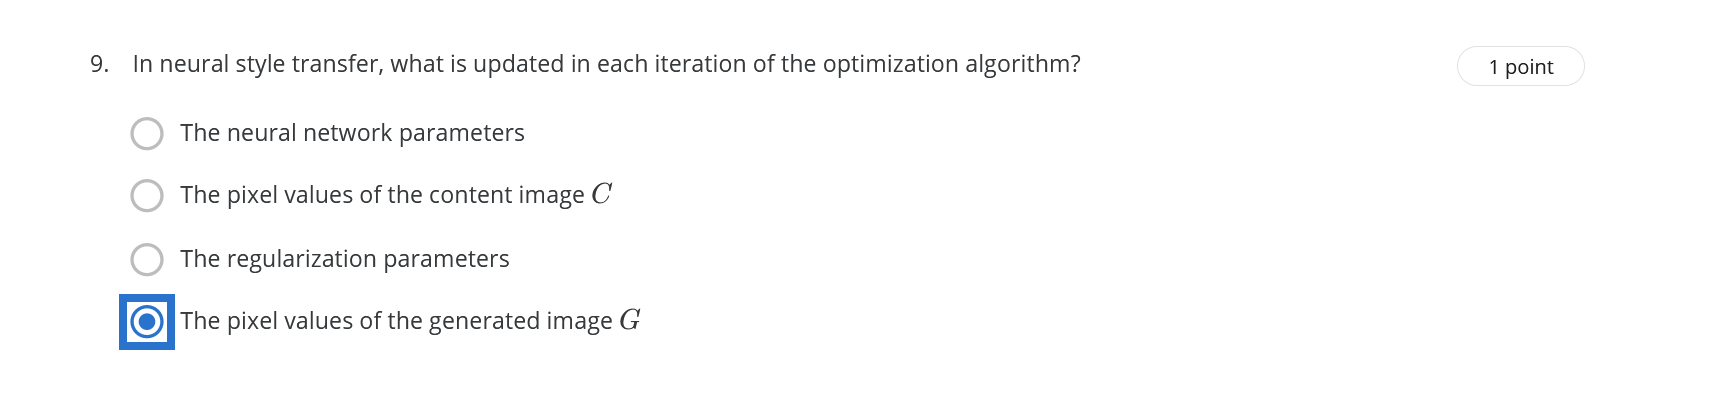 9. In neural style transfer, what is updated in each iteration of the optimization algorithm?
1 point
The neural network parameters
The pixel values of the content image C
The regularization parameters
The pixel values of the generated image G